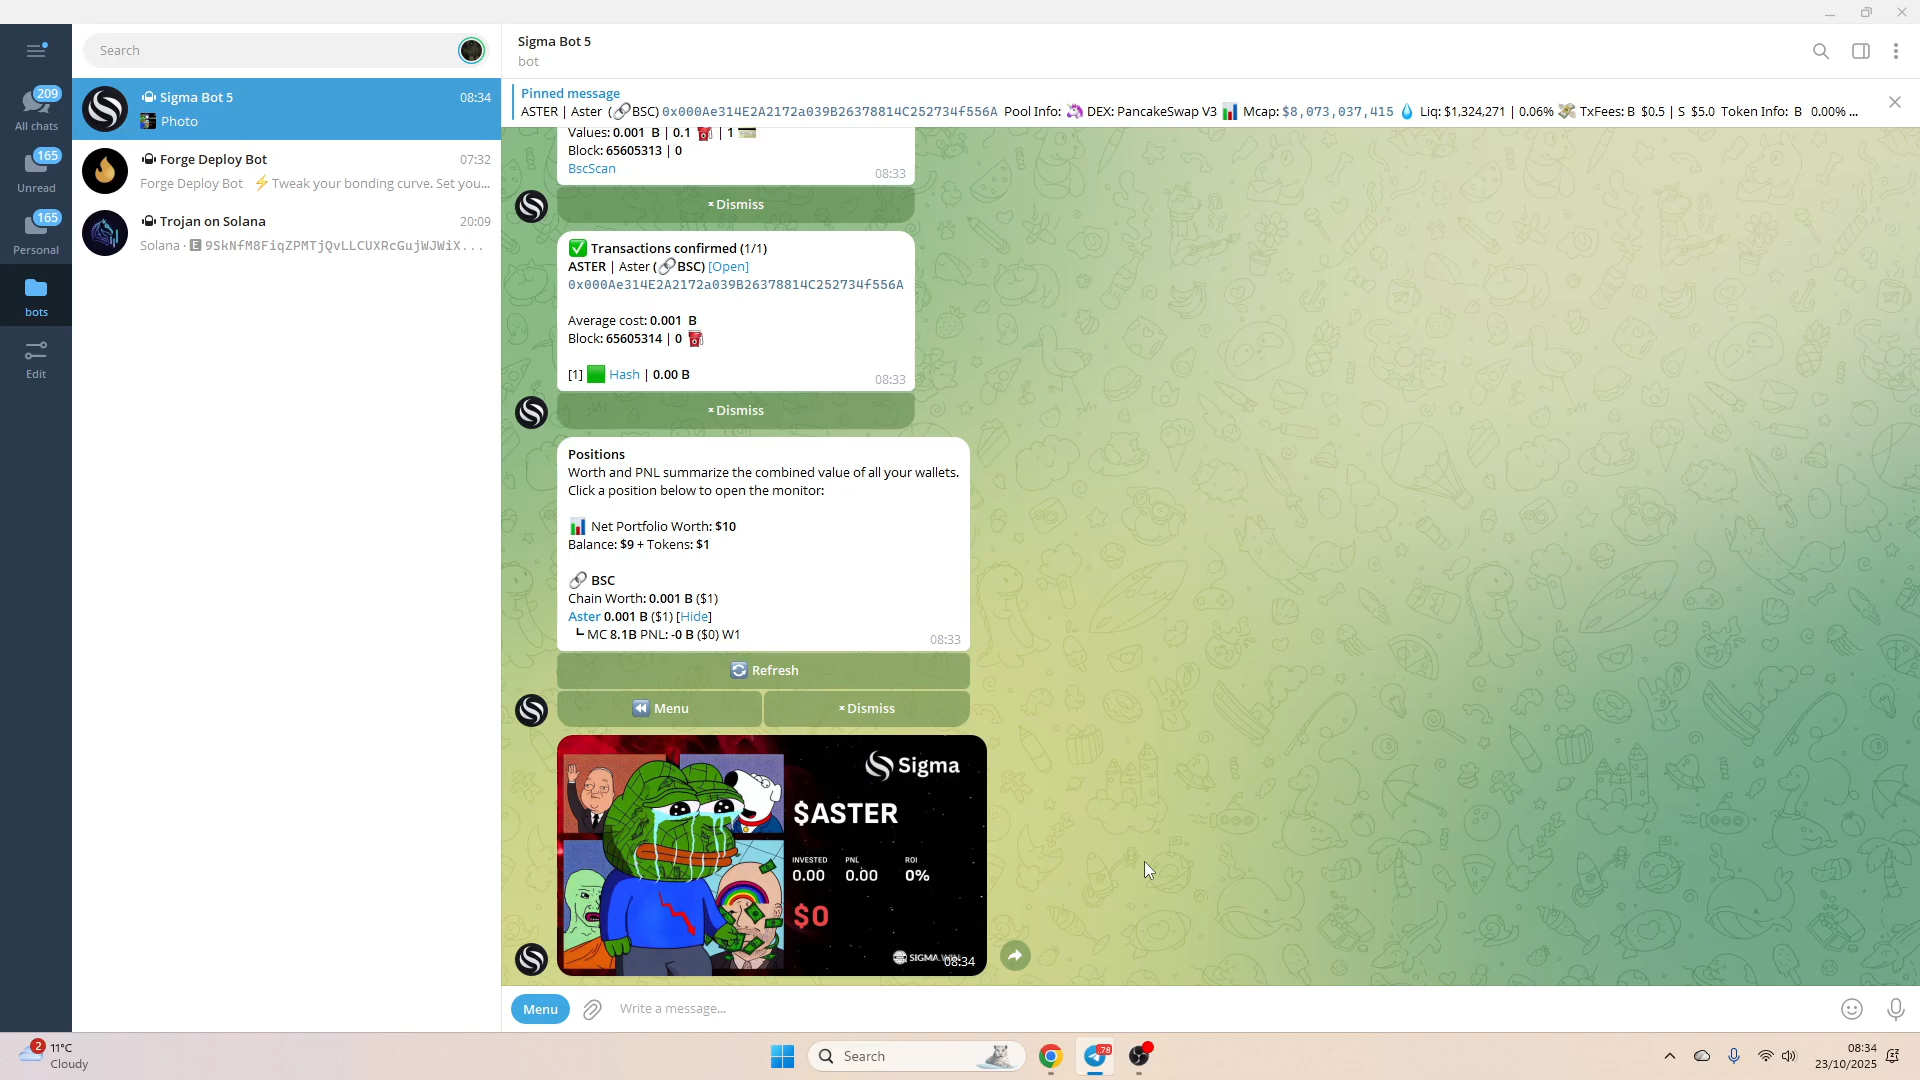 Search
209
All chats
165
Unread
165
Personal
bots
Edit
Sigma Bot 5
08:34
Photo
Forge Deploy Bot
07:32
Forge Deploy Bot ⚡Tweak your bonding curve. Set you...
Trojan on Solana
20:09
Solana · E 9SkNfM8FiqZPMTjQvLLCUXRcGujWJWiX...
Sigma Bot 5
bot
Pinned message
ASTER | Aster (🔗BSC) 0x000Ae314E2A2172a039B26378814C252734f556A Pool Info: 🦄 DEX: PancakeSwap V3 📊 Mcap: $8,073,037,415 💧 Liq: $1,324,271 | 0.06% 💸 TxFees: B $0.5 | S $5.0 Token Info: B 0.00% ...
Values: 0.001 B | 0.1 ⛽ | 1 💳
Block: 65605313 | 0
BscScan
08:33
× Dismiss
✅ Transactions confirmed (1/1)
ASTER | Aster (🔗BSC) [Open]
0x000Ae314E2A2172a039B26378814C252734f556A
Average cost: 0.001 B
Block: 65605314 | 0 ⛽
[1] 🟩 Hash | 0.00 B
08:33
× Dismiss
Positions
Worth and PNL summarize the combined value of all your wallets.
Click a position below to open the monitor:
📊 Net Portfolio Worth: $10
Balance: $9 + Tokens: $1
🔗 BSC
Chain Worth: 0.001 B ($1)
Aster 0.001 B ($1) [Hide]
┗ MC 8.1B PNL: -0 B ($0) W1
08:33
🔄 Refresh
⏪ Menu
× Dismiss
Sigma
$ASTER
INVESTED PNL ROI
0.00 0.00 0%
$0
SIGMA.WIN
08:34
Menu
Write a message...
2
11°C
Cloudy
Search
78
08:34
23/10/2025